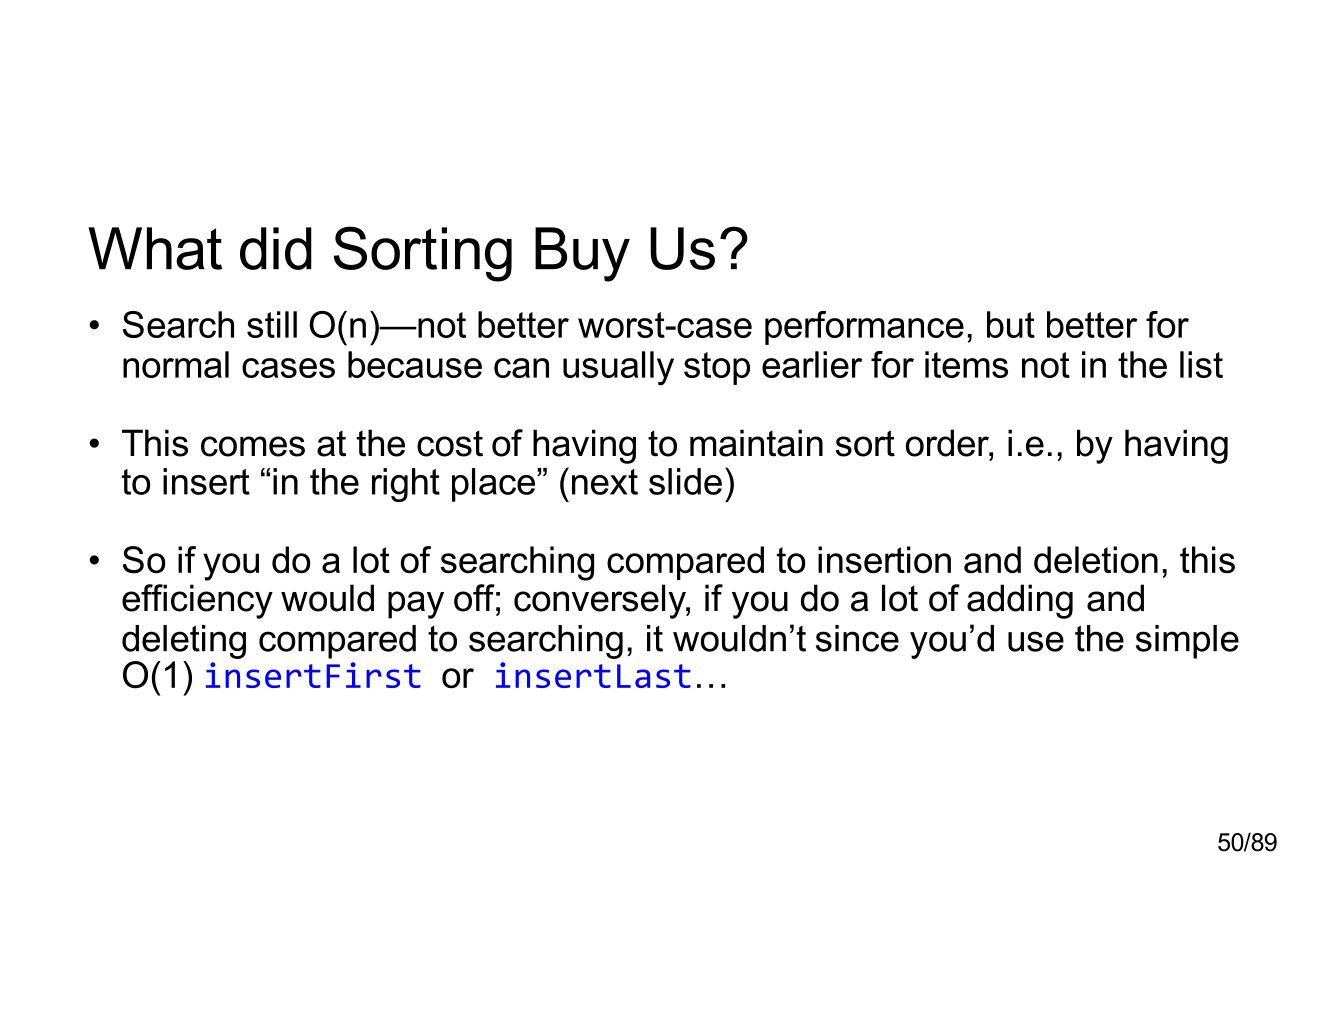 What did Sorting Buy Us?
• Search still O(n)—not better worst-case performance, but better for
normal cases because can usually stop earlier for items not in the list
• This comes at the cost of having to maintain sort order, i.e., by having
to insert “in the right place” (next slide)
• So if you do a lot of searching compared to insertion and deletion, this
efficiency would pay off; conversely, if you do a lot of adding and
deleting compared to searching, it wouldn’t since you’d use the simple
O(1) insertFirst or insertLast…
50/89